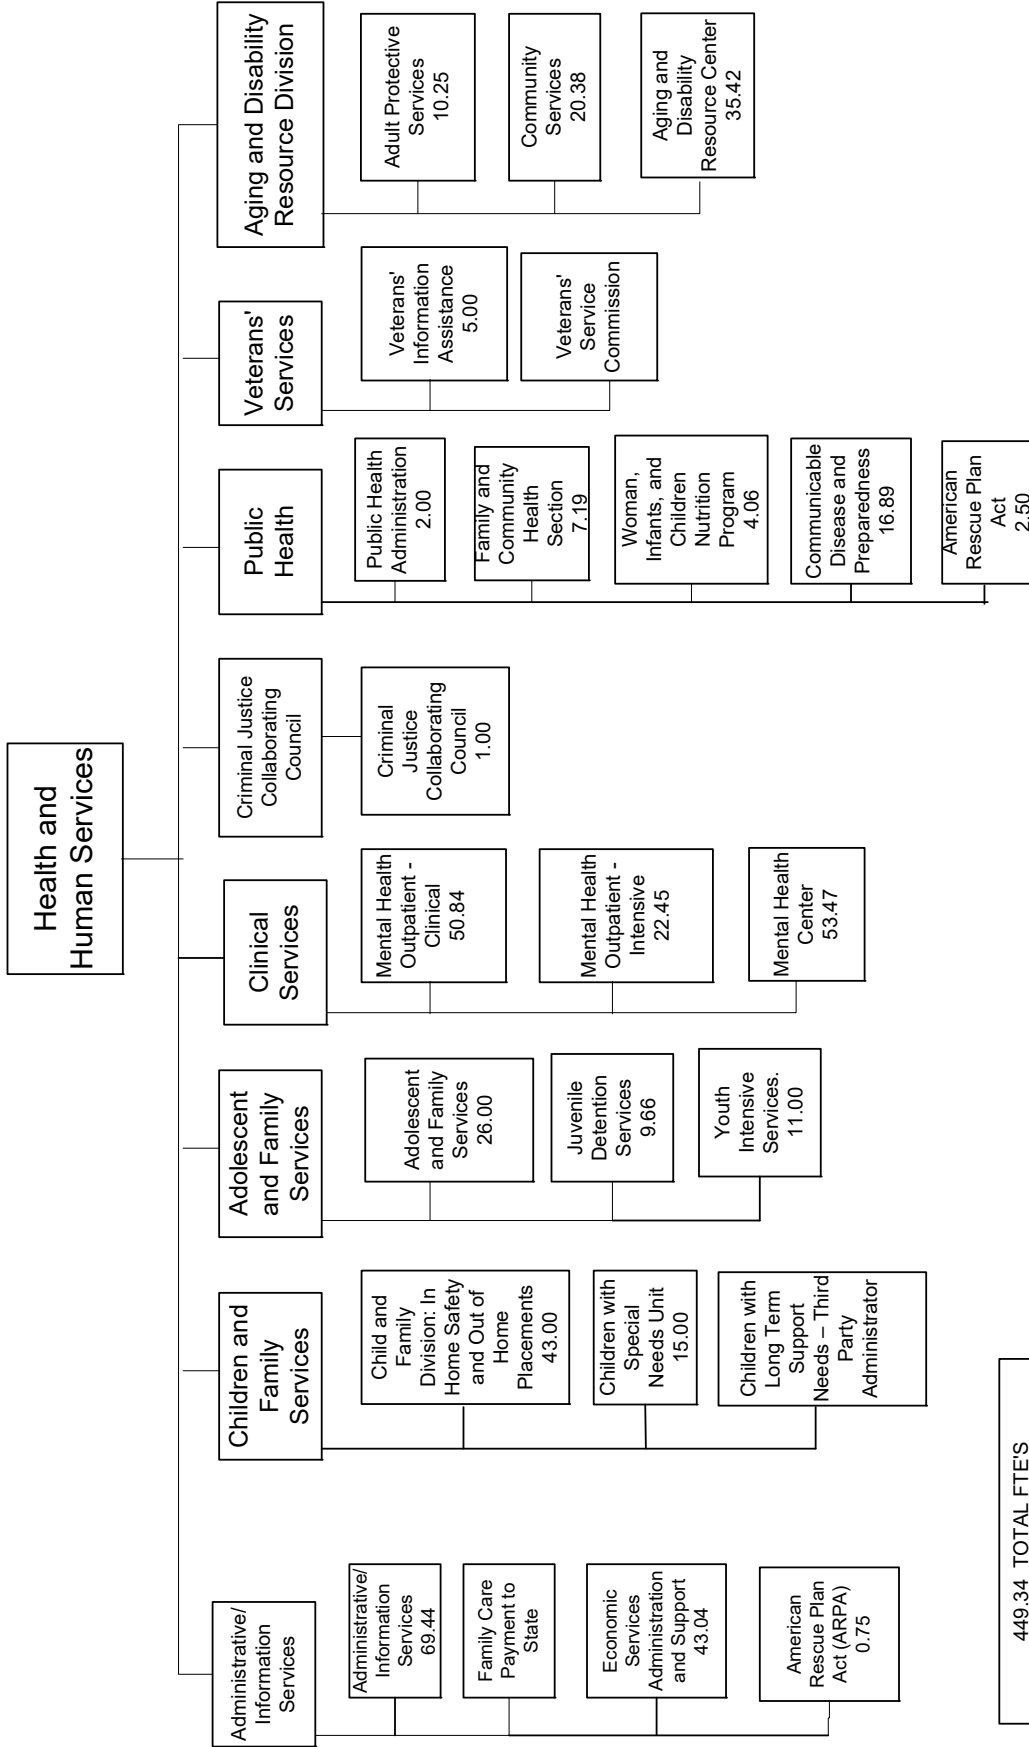 Health and
Human Services
Administrative/
Information
Services
Administrative/
Information
Services
69.44
Family Care
Payment to
State
Economic
Services
Administration
and Support
43.04
American
Rescue Plan
Act (ARPA)
0.75
Children and
Family
Services
Child and
Family
Division: In
Home Safety
and Out of
Home
Placements
43.00
Children with
Special
Needs Unit
15.00
Children with
Long Term
Support
Needs – Third
Party
Administrator
Adolescent
and Family
Services
Adolescent
and Family
Services
26.00
Juvenile
Detention
Services
9.66
Youth
Intensive
Services.
11.00
Clinical
Services
Mental Health
Outpatient -
Clinical
50.84
Mental Health
Outpatient -
Intensive
22.45
Mental Health
Center
53.47
Criminal Justice
Collaborating
Council
Criminal
Justice
Collaborating
Council
1.00
Public
Health
Public Health
Administration
2.00
Family and
Community
Health
Section
7.19
Woman,
Infants, and
Children
Nutrition
Program
4.06
Communicable
Disease and
Preparedness
16.89
American
Rescue Plan
Act
2.50
Veterans'
Services
Veterans'
Information
Assistance
5.00
Veterans'
Service
Commission
Aging and Disability
Resource Division
Adult Protective
Services
10.25
Community
Services
20.38
Aging and
Disability
Resource Center
35.42
449.34 TOTAL FTE'S